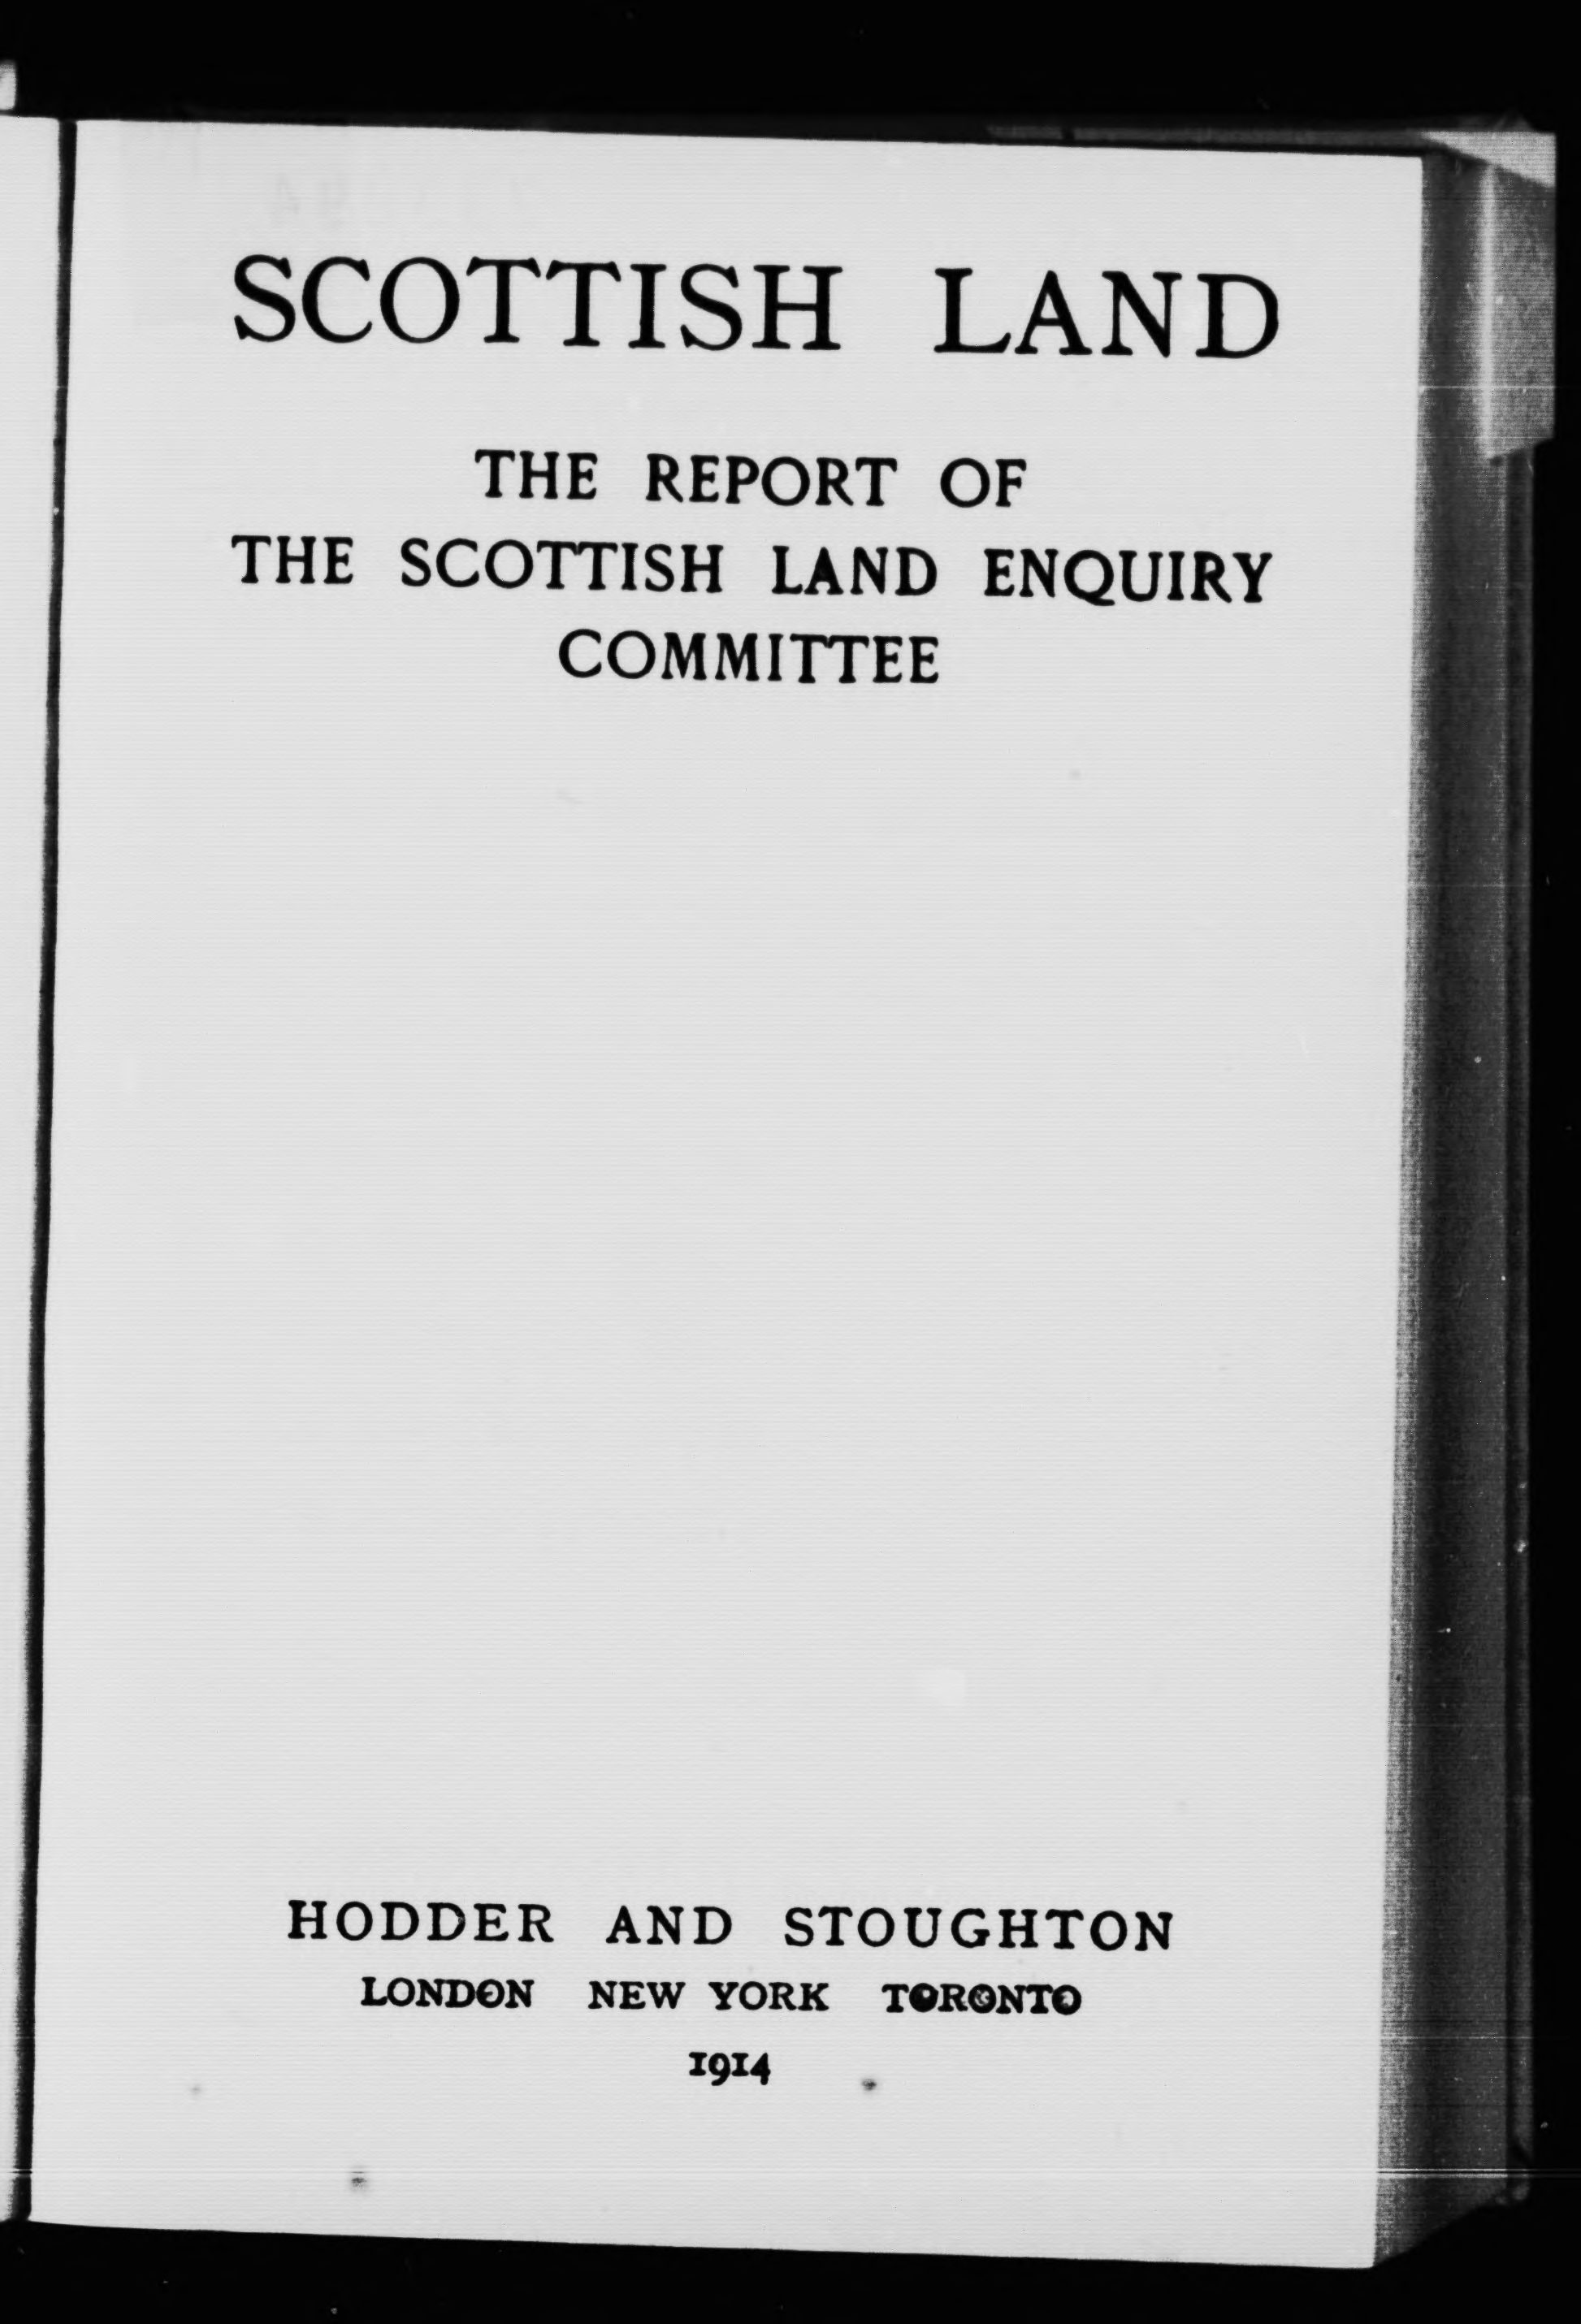 SCOTTISH LAND
THE REPORT OF
THE SCOTTISH LAND ENQUIRY
COMMITTEE
HODDER AND STOUGHTON
LONDON NEW YORK TORONTO
1914